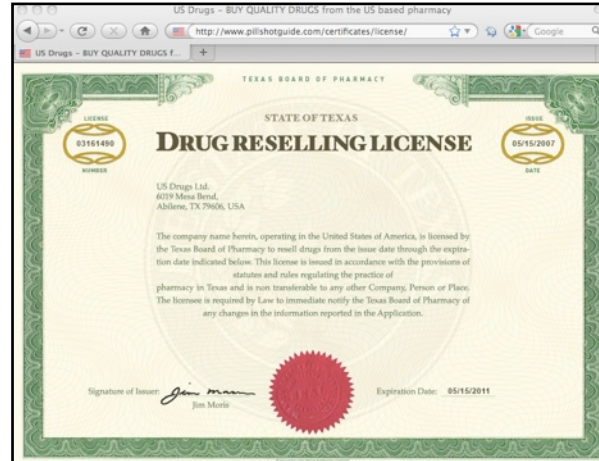 US Drugs – BUY QUALITY DRUGS from the US based pharmacy
http://www.pillshotguide.com/certificates/license/
Google
US Drugs – BUY QUALITY DRUGS f...
+
TEXAS BOARD OF PHARMACY
LICENSE
03161490
NUMBER
STATE OF TEXAS
DRUG RESELLING LICENSE
ISSUE
05/15/2007
DATE
US Drugs Ltd.
6019 Mesa Bend,
Abilene, TX 79606, USA
The company name herein, operating in the United States of America, is licensed by
the Texas Board of Pharmacy to resell drugs from the issue date through the expira-
tion date indicated below. This license is issued in accordance with the provisions of
statutes and rules regulating the practice of
pharmacy in Texas and is non transferable to any other Company, Person or Place.
The licensee is required by Law to immediate notify the Texas Board of Pharmacy of
any changes in the information reported in the Application.
Signature of Issuer:
Jim Moris
Expiration Date: 05/15/2011